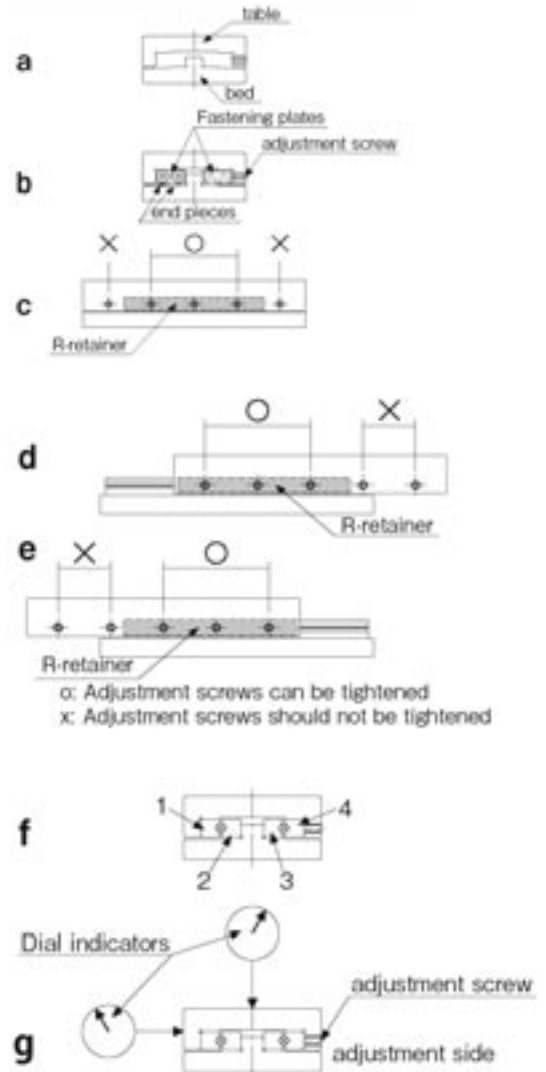 table
a
bed
Fastening plates
adjustment screw
b
end pieces
X O X
c
R-retainer
O X
d
R-retainer
e
X O
R-retainer
o: Adjustment screws can be tightened
x: Adjustment screws should not be tightened
1 4
f
2 3
Dial indicators
adjustment screw
g
adjustment side